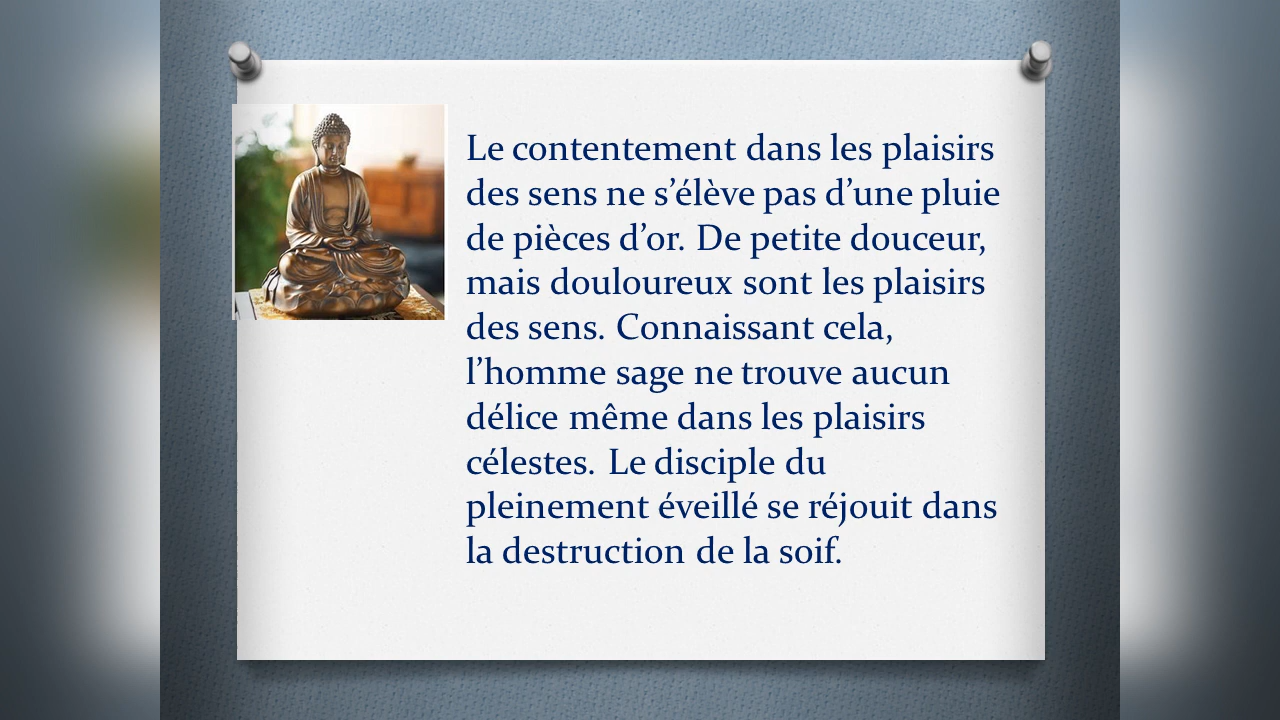 Le contentement dans les plaisirs
des sens ne s’élève pas d’une pluie
de pièces d’or. De petite douceur,
mais douloureux sont les plaisirs
des sens. Connaissant cela,
l’homme sage ne trouve aucun
délice même dans les plaisirs
célestes. Le disciple du
pleinement éveillé se réjouit dans
la destruction de la soif.